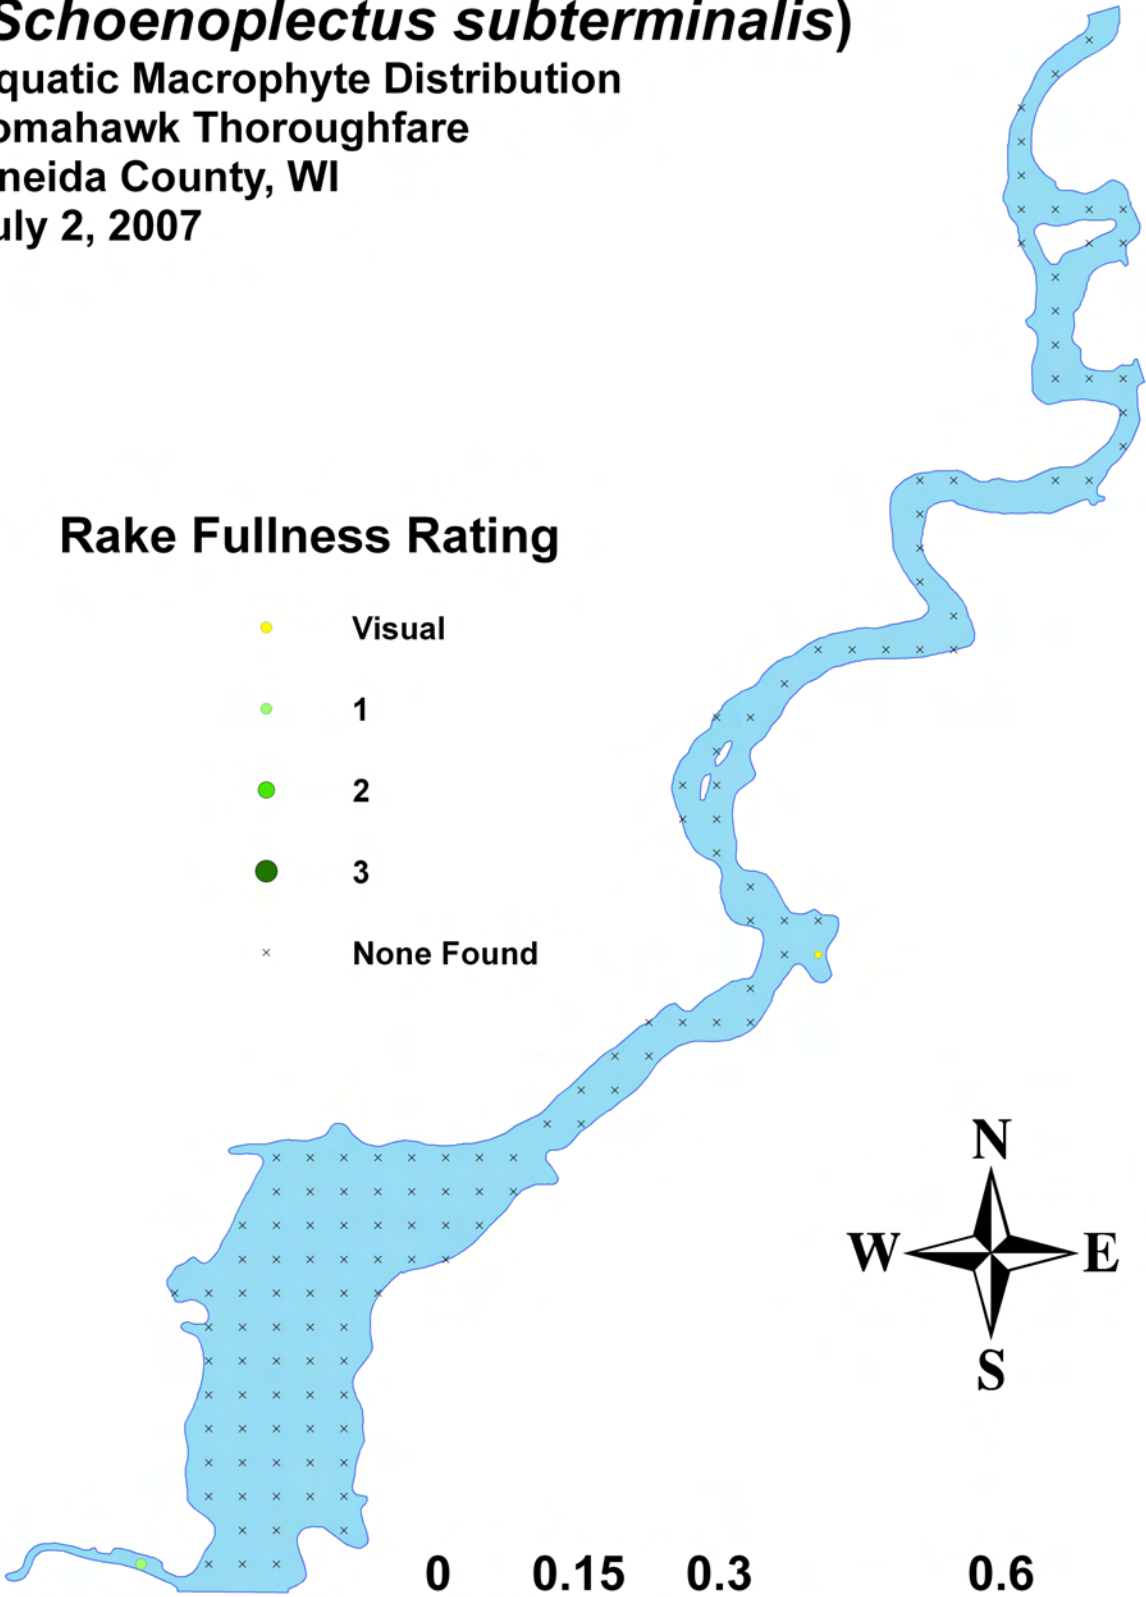 Schoenoplectus subterminalis)
quatic Macrophyte Distribution
omahawk Thoroughfare
neida County, WI
uly 2, 2007
Rake Fullness Rating
Visual
1
2
3
None Found
N
W E
S
0 0.15 0.3 0.6